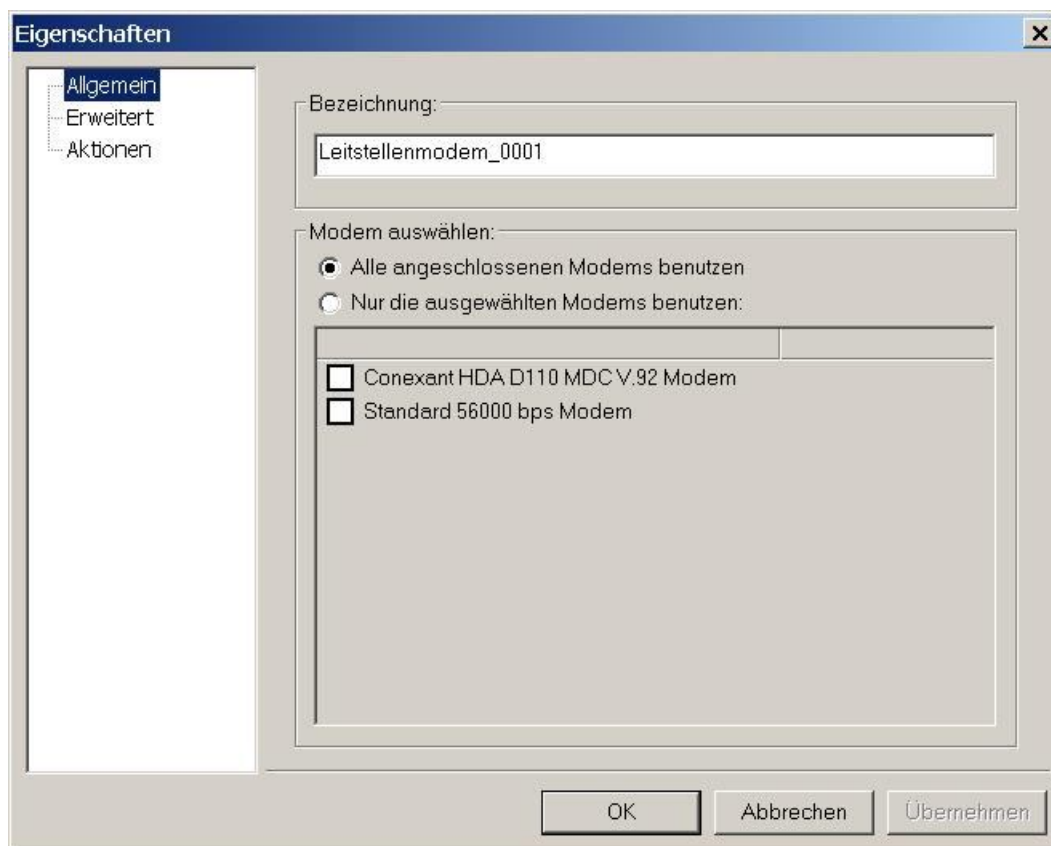 Eigenschaften
Allgemein
Erweitert
Aktionen
Bezeichnung:
Leitstellenmodem_0001
Modem auswählen:
Alle angeschlossenen Modems benutzen
Nur die ausgewählten Modems benutzen:
Conexant HDA D110 MDC V.92 Modem
Standard 56000 bps Modem
OK
Abbrechen
Übernehmen